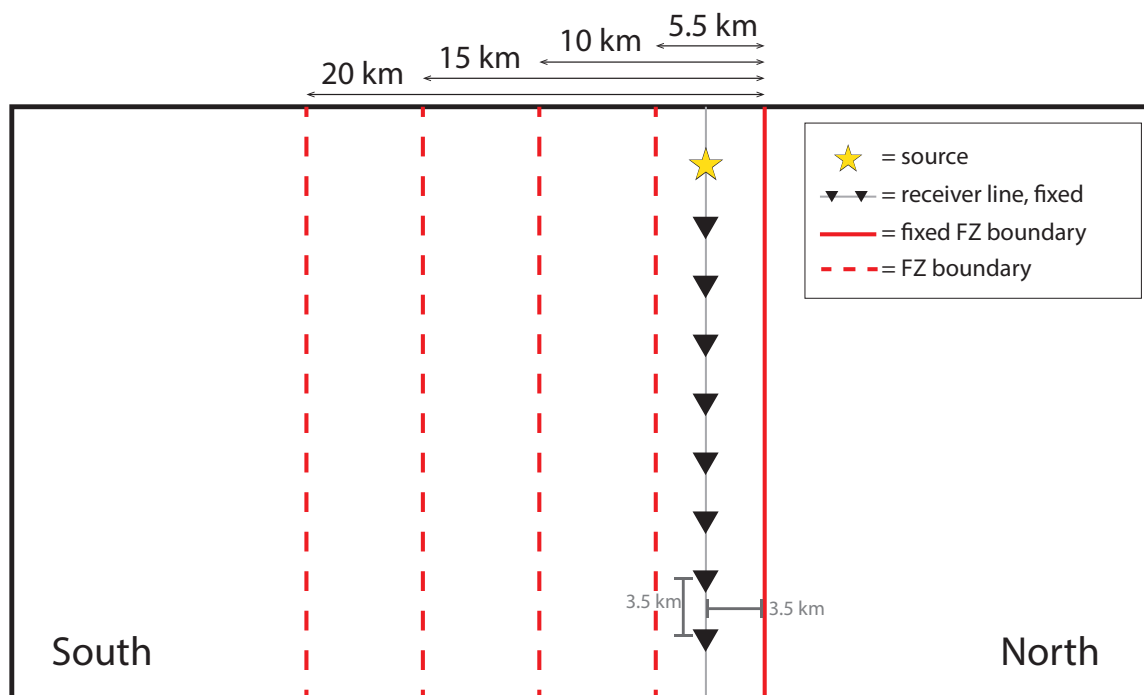 5.5 km
10 km
15 km
20 km
= source
= receiver line, fixed
= fixed FZ boundary
= FZ boundary
3.5 km
3.5 km
South
North